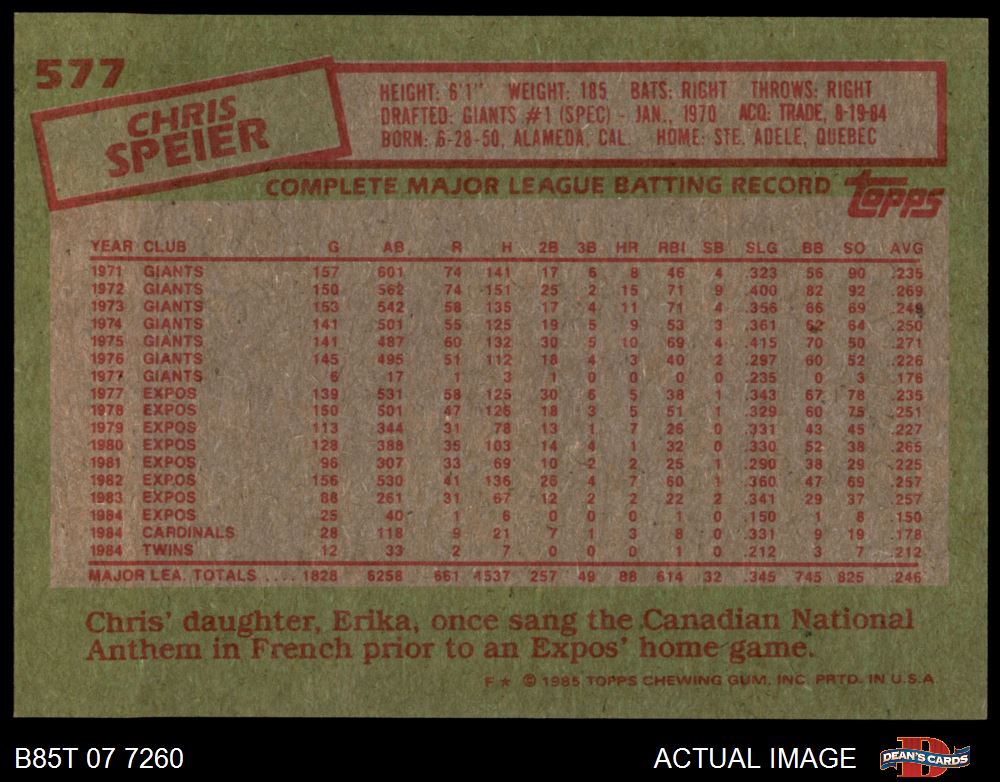 577
CHRIS
SPEIER
HEIGHT: 6'1" WEIGHT: 185 BATS: RIGHT THROWS: RIGHT
DRAFTED: GIANTS #1 (SPEC) - JAN., 1970 ACQ: TRADE, 8-19-84
BORN: 6-28-50, ALAMEDA, CAL. HOME: STE. ADELE, QUEBEC
COMPLETE MAJOR LEAGUE BATTING RECORD
topps
YEAR CLUB G AB R H 2B 3B HR RBI SB SLG BB SO AVG
1971 GIANTS 157 601 74 141 17 6 8 46 4 .323 56 90 .235
1972 GIANTS 150 562 74 151 25 2 15 71 9 .400 82 92 .269
1973 GIANTS 153 542 58 135 17 4 11 71 4 .356 66 69 .249
1974 GIANTS 141 501 55 125 19 5 9 53 3 .361 62 64 .250
1975 GIANTS 141 487 60 132 30 5 10 69 4 .415 70 50 .271
1976 GIANTS 145 495 51 112 18 4 3 40 2 .297 60 52 .226
1977 GIANTS 6 17 1 3 1 0 0 0 0 .235 0 3 .176
1977 EXPOS 139 531 58 125 30 6 5 38 1 .343 67 78 .235
1978 EXPOS 150 501 47 126 18 3 5 51 1 .329 60 75 .251
1979 EXPOS 113 344 31 78 13 1 7 26 0 .331 43 45 .227
1980 EXPOS 128 388 35 103 14 4 1 32 0 .330 52 38 .265
1981 EXPOS 96 307 33 69 10 2 2 25 1 .290 38 29 .225
1982 EXPOS 156 530 41 136 26 4 7 60 1 .360 47 69 .257
1983 EXPOS 88 261 31 67 12 2 2 22 2 .341 29 37 .257
1984 EXPOS 25 40 1 6 0 0 0 1 0 .150 1 8 .150
1984 CARDINALS 28 118 9 21 7 1 3 8 0 .331 9 19 .178
1984 TWINS 12 33 2 7 0 0 0 1 0 .212 3 7 .212
MAJOR LEA. TOTALS .... 1828 6258 661 1537 257 49 88 614 32 .345 745 825 .246
Chris' daughter, Erika, once sang the Canadian National
Anthem in French prior to an Expos' home game.
F★ © 1985 TOPPS CHEWING GUM, INC. PRTD. IN U.S.A.
B85T 07 7260
ACTUAL IMAGE
D
DEAN'S CARDS